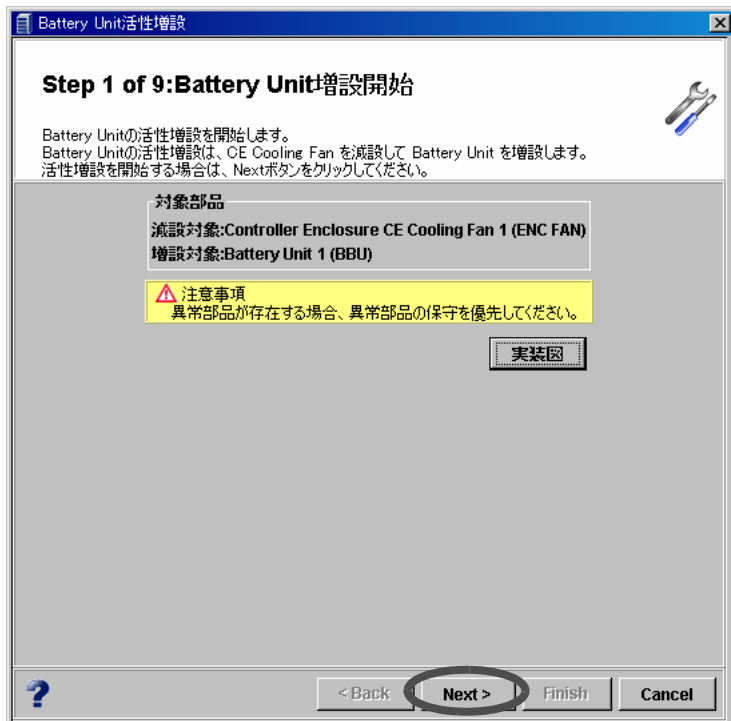 Battery Unit活性増設
Step 1 of 9:Battery Unit増設開始
Battery Unitの活性増設を開始します。
Battery Unitの活性増設は、CE Cooling Fan を減設して Battery Unit を増設します。
活性増設を開始する場合は、Nextボタンをクリックしてください。
対象部品
減設対象:Controller Enclosure CE Cooling Fan 1 (ENC FAN)
増設対象:Battery Unit 1 (BBU)
注意事項
異常部品が存在する場合、異常部品の保守を優先してください。
実装図
? < Back Next > Finish Cancel